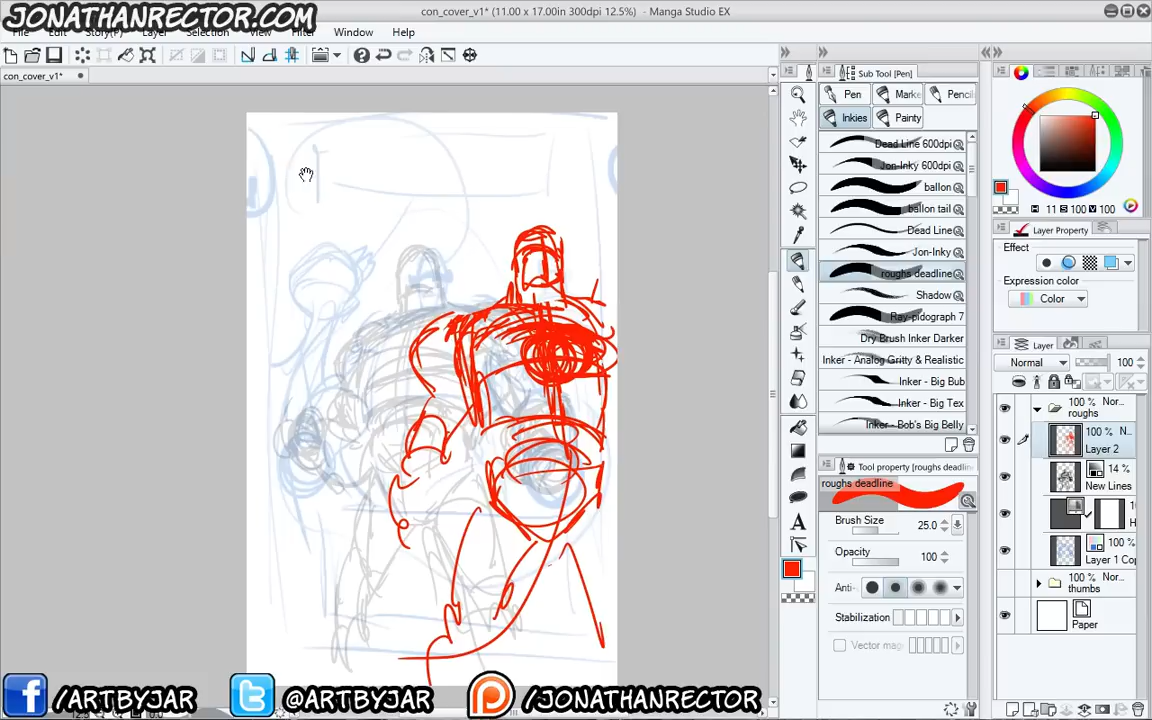 JONATHANRECTOR.COM
con_cover_v1* (11.00 x 17.00in 300dpi 12.5%) - Manga Studio EX
File Edit Story(P) Layer Selection View Filter Window Help
con_cover_v1*
Sub Tool [Pen]
Pen
Marke
Pencil
Inkies
Painty
Dead Line 600dpi
Jon-Inky 600dpi
ballon
ballon tail
Dead Line
Jon-Inky
roughs deadline
Shadow
Ray-pidograph 7
Dry Brush Inker Darker
Inker - Analog Gritty & Realistic
Inker - Big Bub
Inker - Big Tex
Inker - Bob's Big Belly
Tool property [roughs deadline
roughs deadline
Brush Size
25.0
Opacity
100
Anti-
Stabilization
Vector mag
H 11 S 100 V 100
Layer Property
Effect
Expression color
Color
Layer
Normal
100
100 % Nor
roughs
100 % N..
Layer 2
14 %
New Lines
100 %
Layer 1 Cop
100 % Nor
thumbs
Paper
/ARTBYJAR
@ARTBYJAR
/JONATHANRECTOR